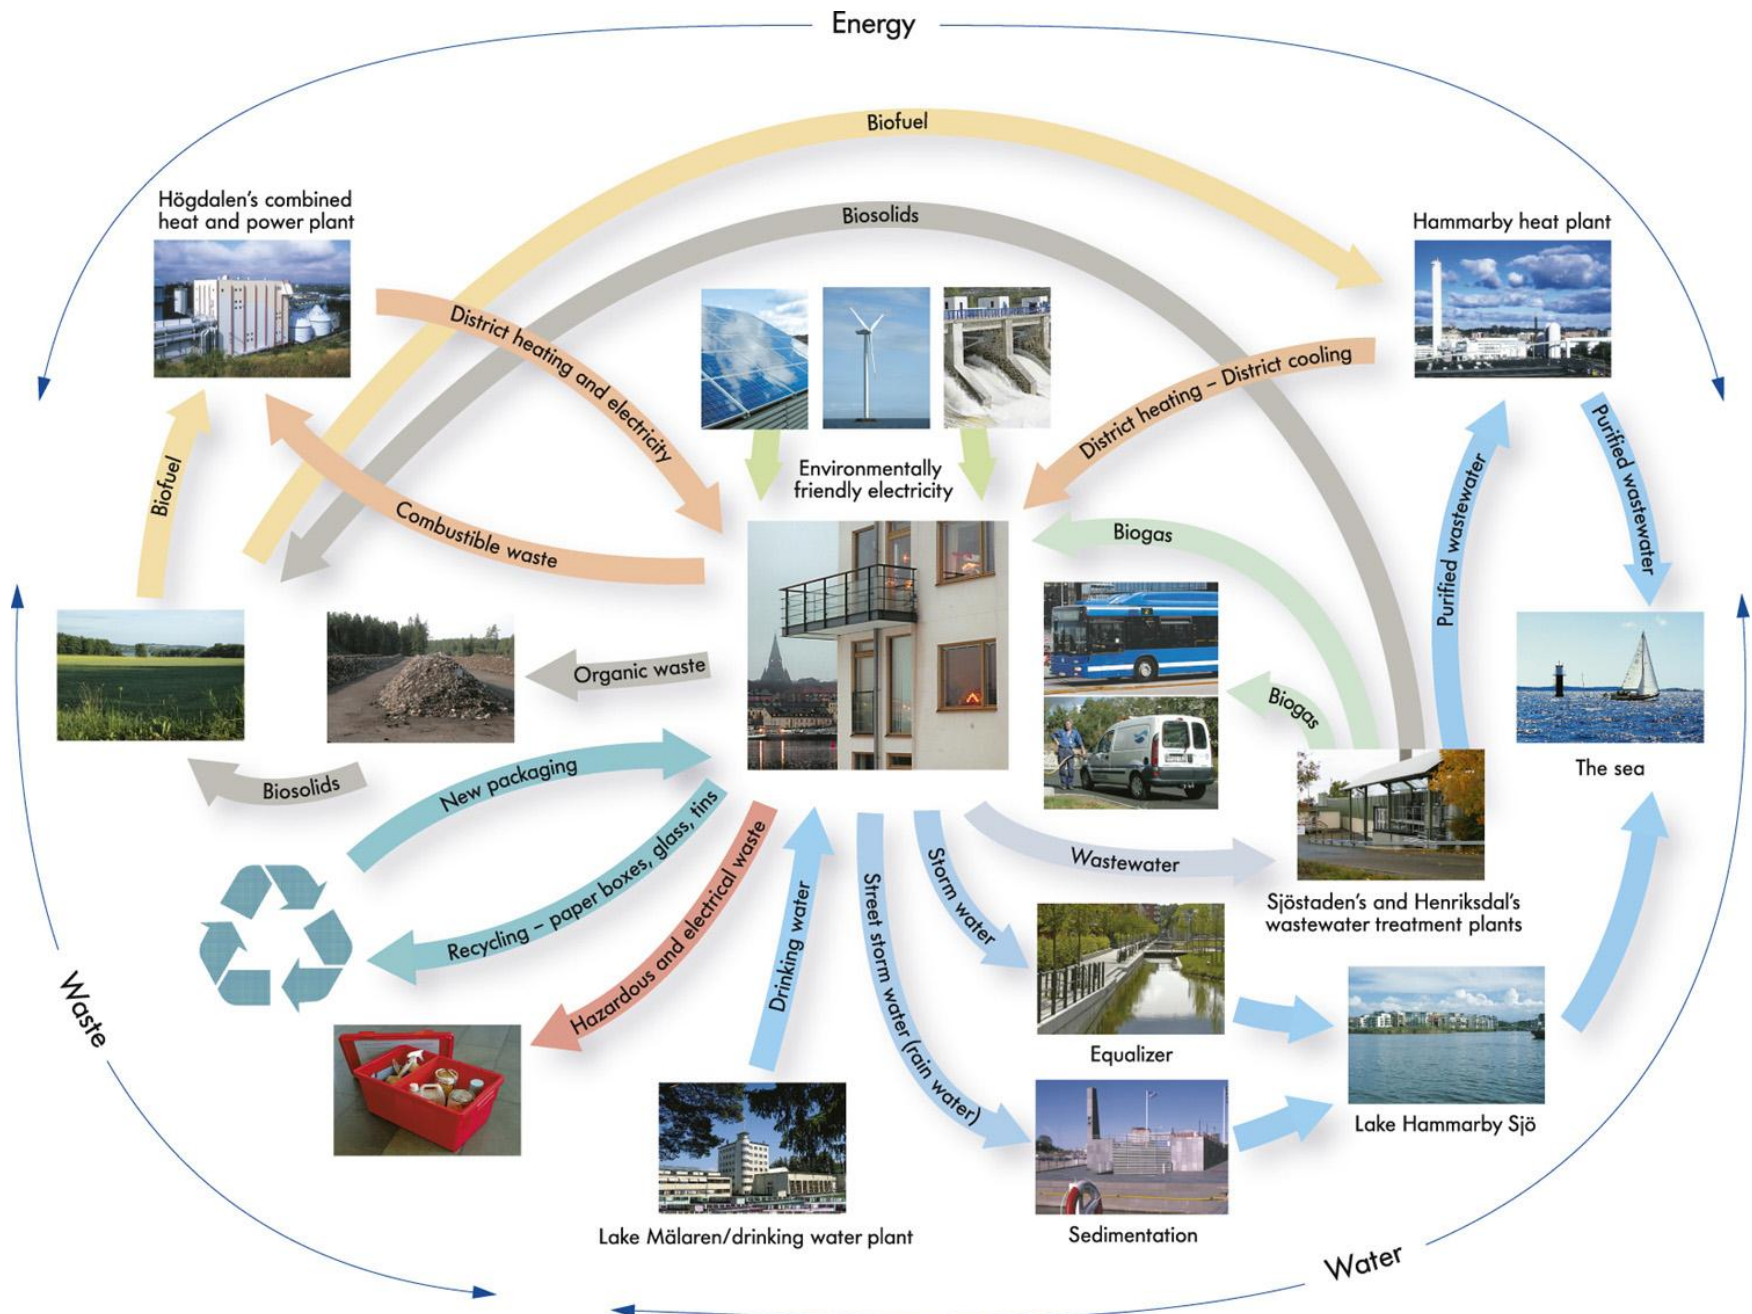 Energy
Biofuel
Högdalen's combined
heat and power plant
Biosolids
Hammarby heat plant
District heating and electricity
District heating – District cooling
Purified wastewater
Environmentally
friendly electricity
Biofuel
Combustible waste
Biogas
Purified wastewater
Organic waste
Biogas
The sea
Biosolids
New packaging
Recycling – paper boxes, glass, tins
Hazardous and electrical waste
Drinking water
Street storm water (rain water)
Storm water
Wastewater
Sjöstaden's and Henriksdal's
wastewater treatment plants
Waste
Equalizer
Lake Hammarby Sjö
Lake Mälaren/drinking water plant
Sedimentation
Water